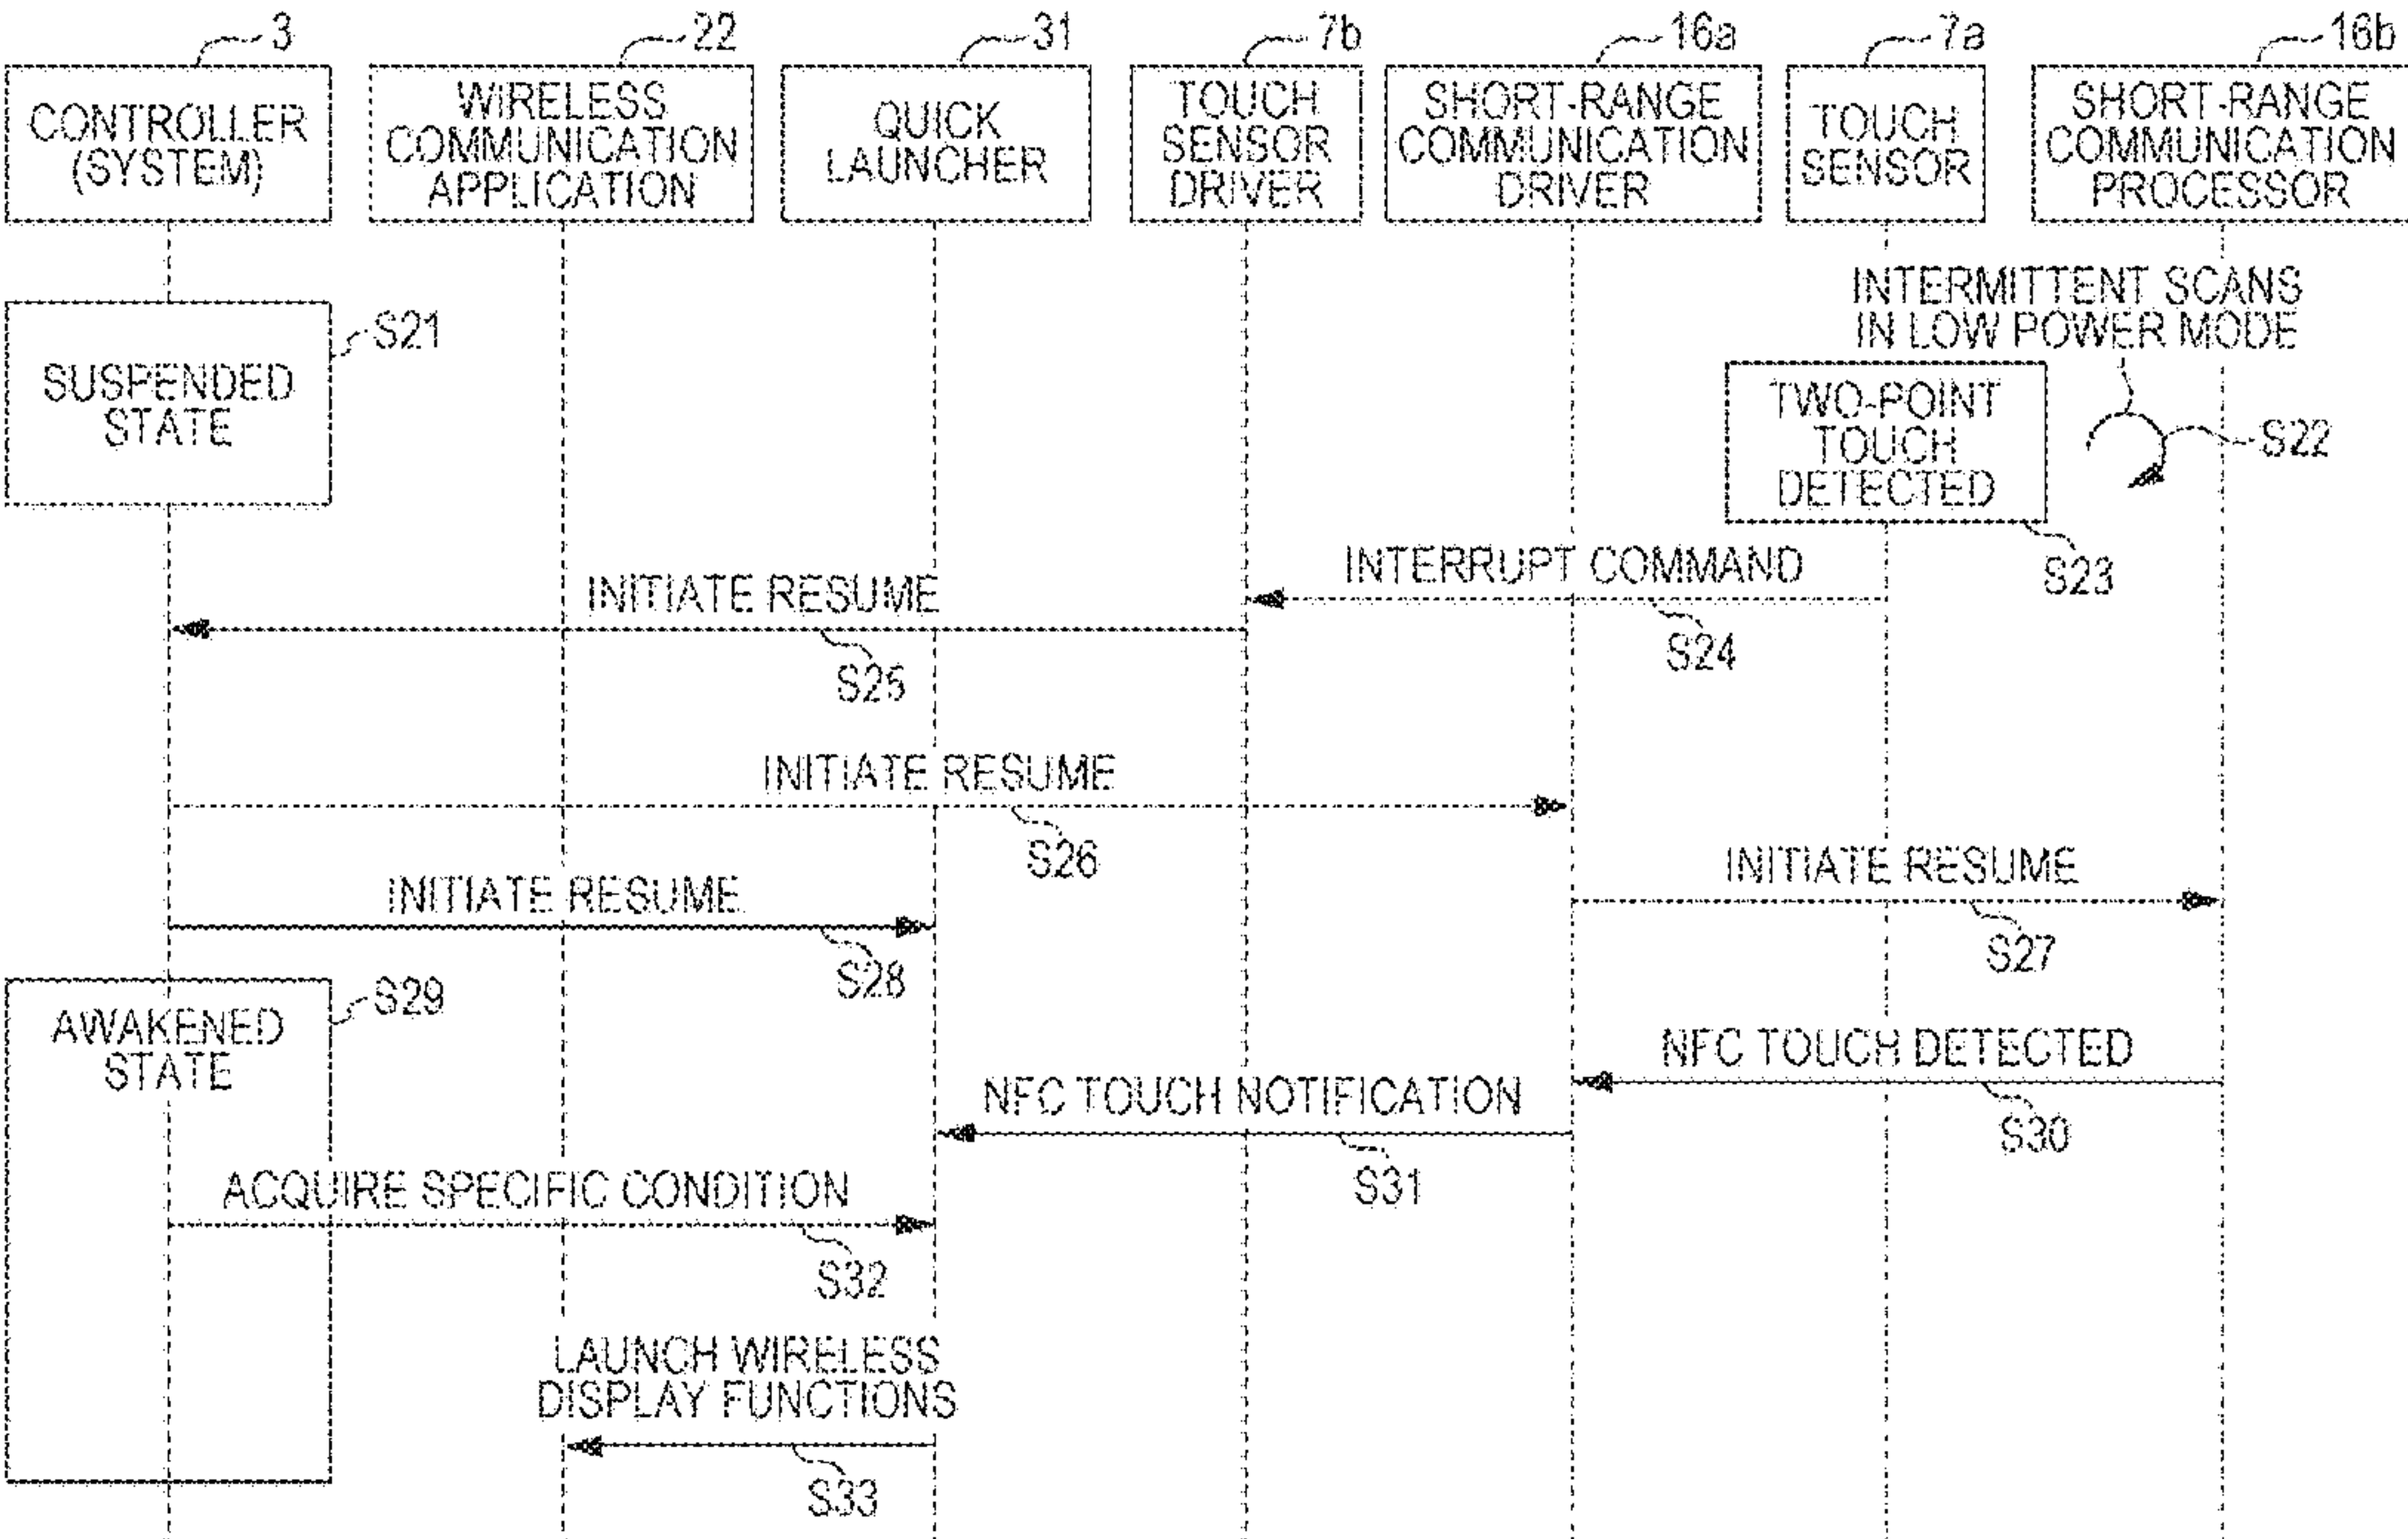 3
22
31
7b
16a
7a
16b
CONTROLLER
(SYSTEM)
WIRELESS
COMMUNICATION
APPLICATION
QUICK
LAUNCHER
TOUCH
SENSOR
DRIVER
SHORT-RANGE
COMMUNICATION
DRIVER
TOUCH
SENSOR
SHORT-RANGE
COMMUNICATION
PROCESSOR
INTERMITTENT SCANS
IN LOW POWER MODE
S21
SUSPENDED
STATE
TWO-POINT
TOUCH
DETECTED
S22
S23
INTERRUPT COMMAND
S24
INITIATE RESUME
S25
INITIATE RESUME
S26
INITIATE RESUME
S27
INITIATE RESUME
S28
S29
AWAKENED
STATE
NFC TOUCH DETECTED
S30
NFC TOUCH NOTIFICATION
S31
ACQUIRE SPECIFIC CONDITION
S32
LAUNCH WIRELESS
DISPLAY FUNCTIONS
S33